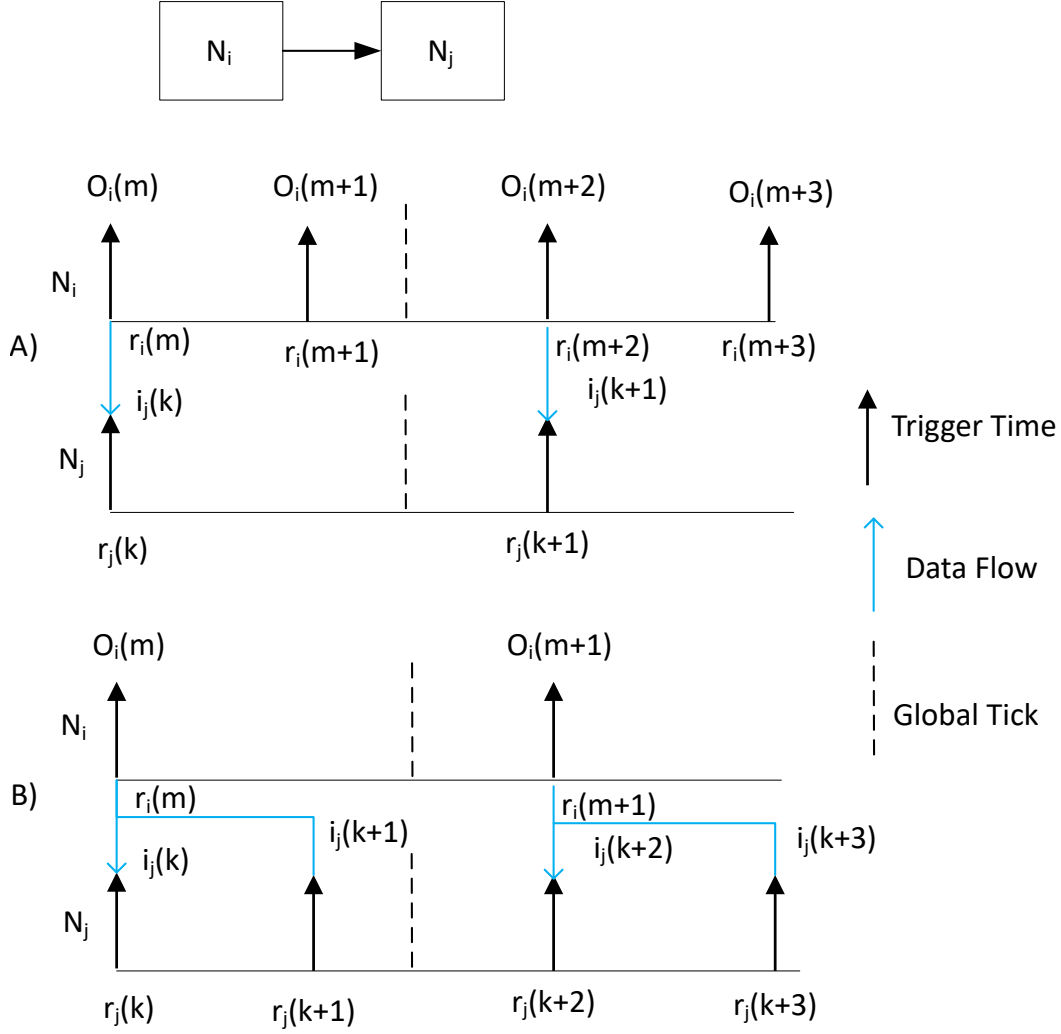 Nᵢ
Nⱼ
Oᵢ(m)
Oᵢ(m+1)
Oᵢ(m+2)
Oᵢ(m+3)
Nᵢ
A)
rᵢ(m)
rᵢ(m+1)
rᵢ(m+2)
rᵢ(m+3)
iⱼ(k)
iⱼ(k+1)
Nⱼ
rⱼ(k)
rⱼ(k+1)
Trigger Time
Data Flow
Global Tick
Oᵢ(m)
Oᵢ(m+1)
Nᵢ
B)
rᵢ(m)
rᵢ(m+1)
iⱼ(k)
iⱼ(k+1)
iⱼ(k+2)
iⱼ(k+3)
Nⱼ
rⱼ(k)
rⱼ(k+1)
rⱼ(k+2)
rⱼ(k+3)